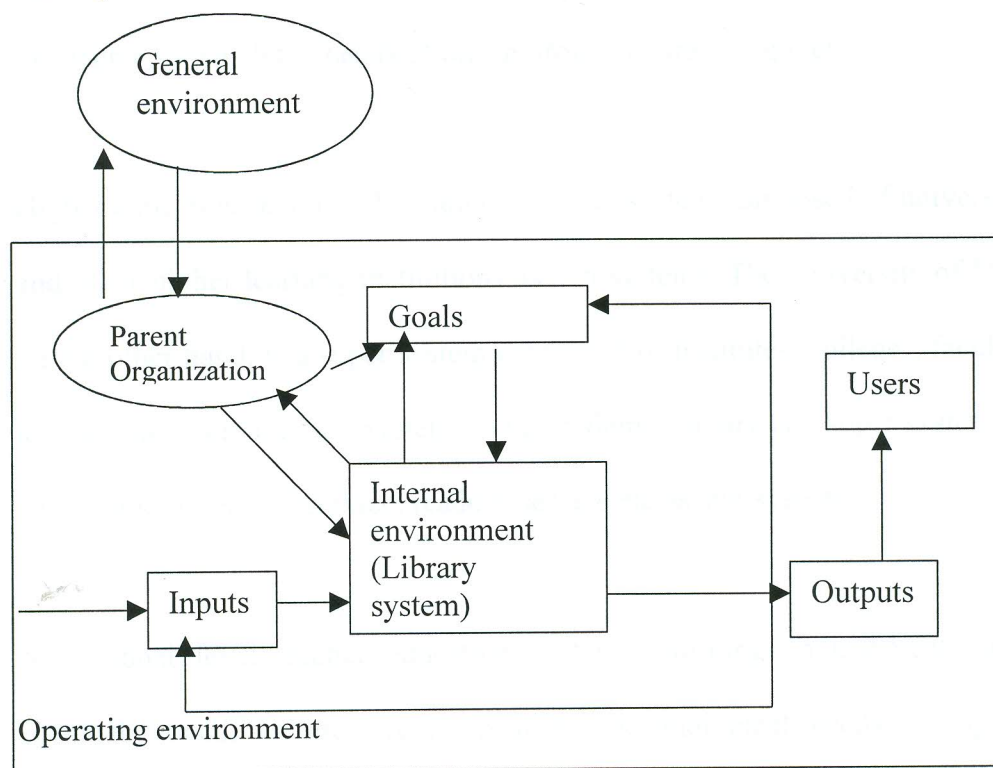 General
environment
Parent
Organization
Goals
Users
Internal
environment
(Library
system)
Inputs
Outputs
Operating environment